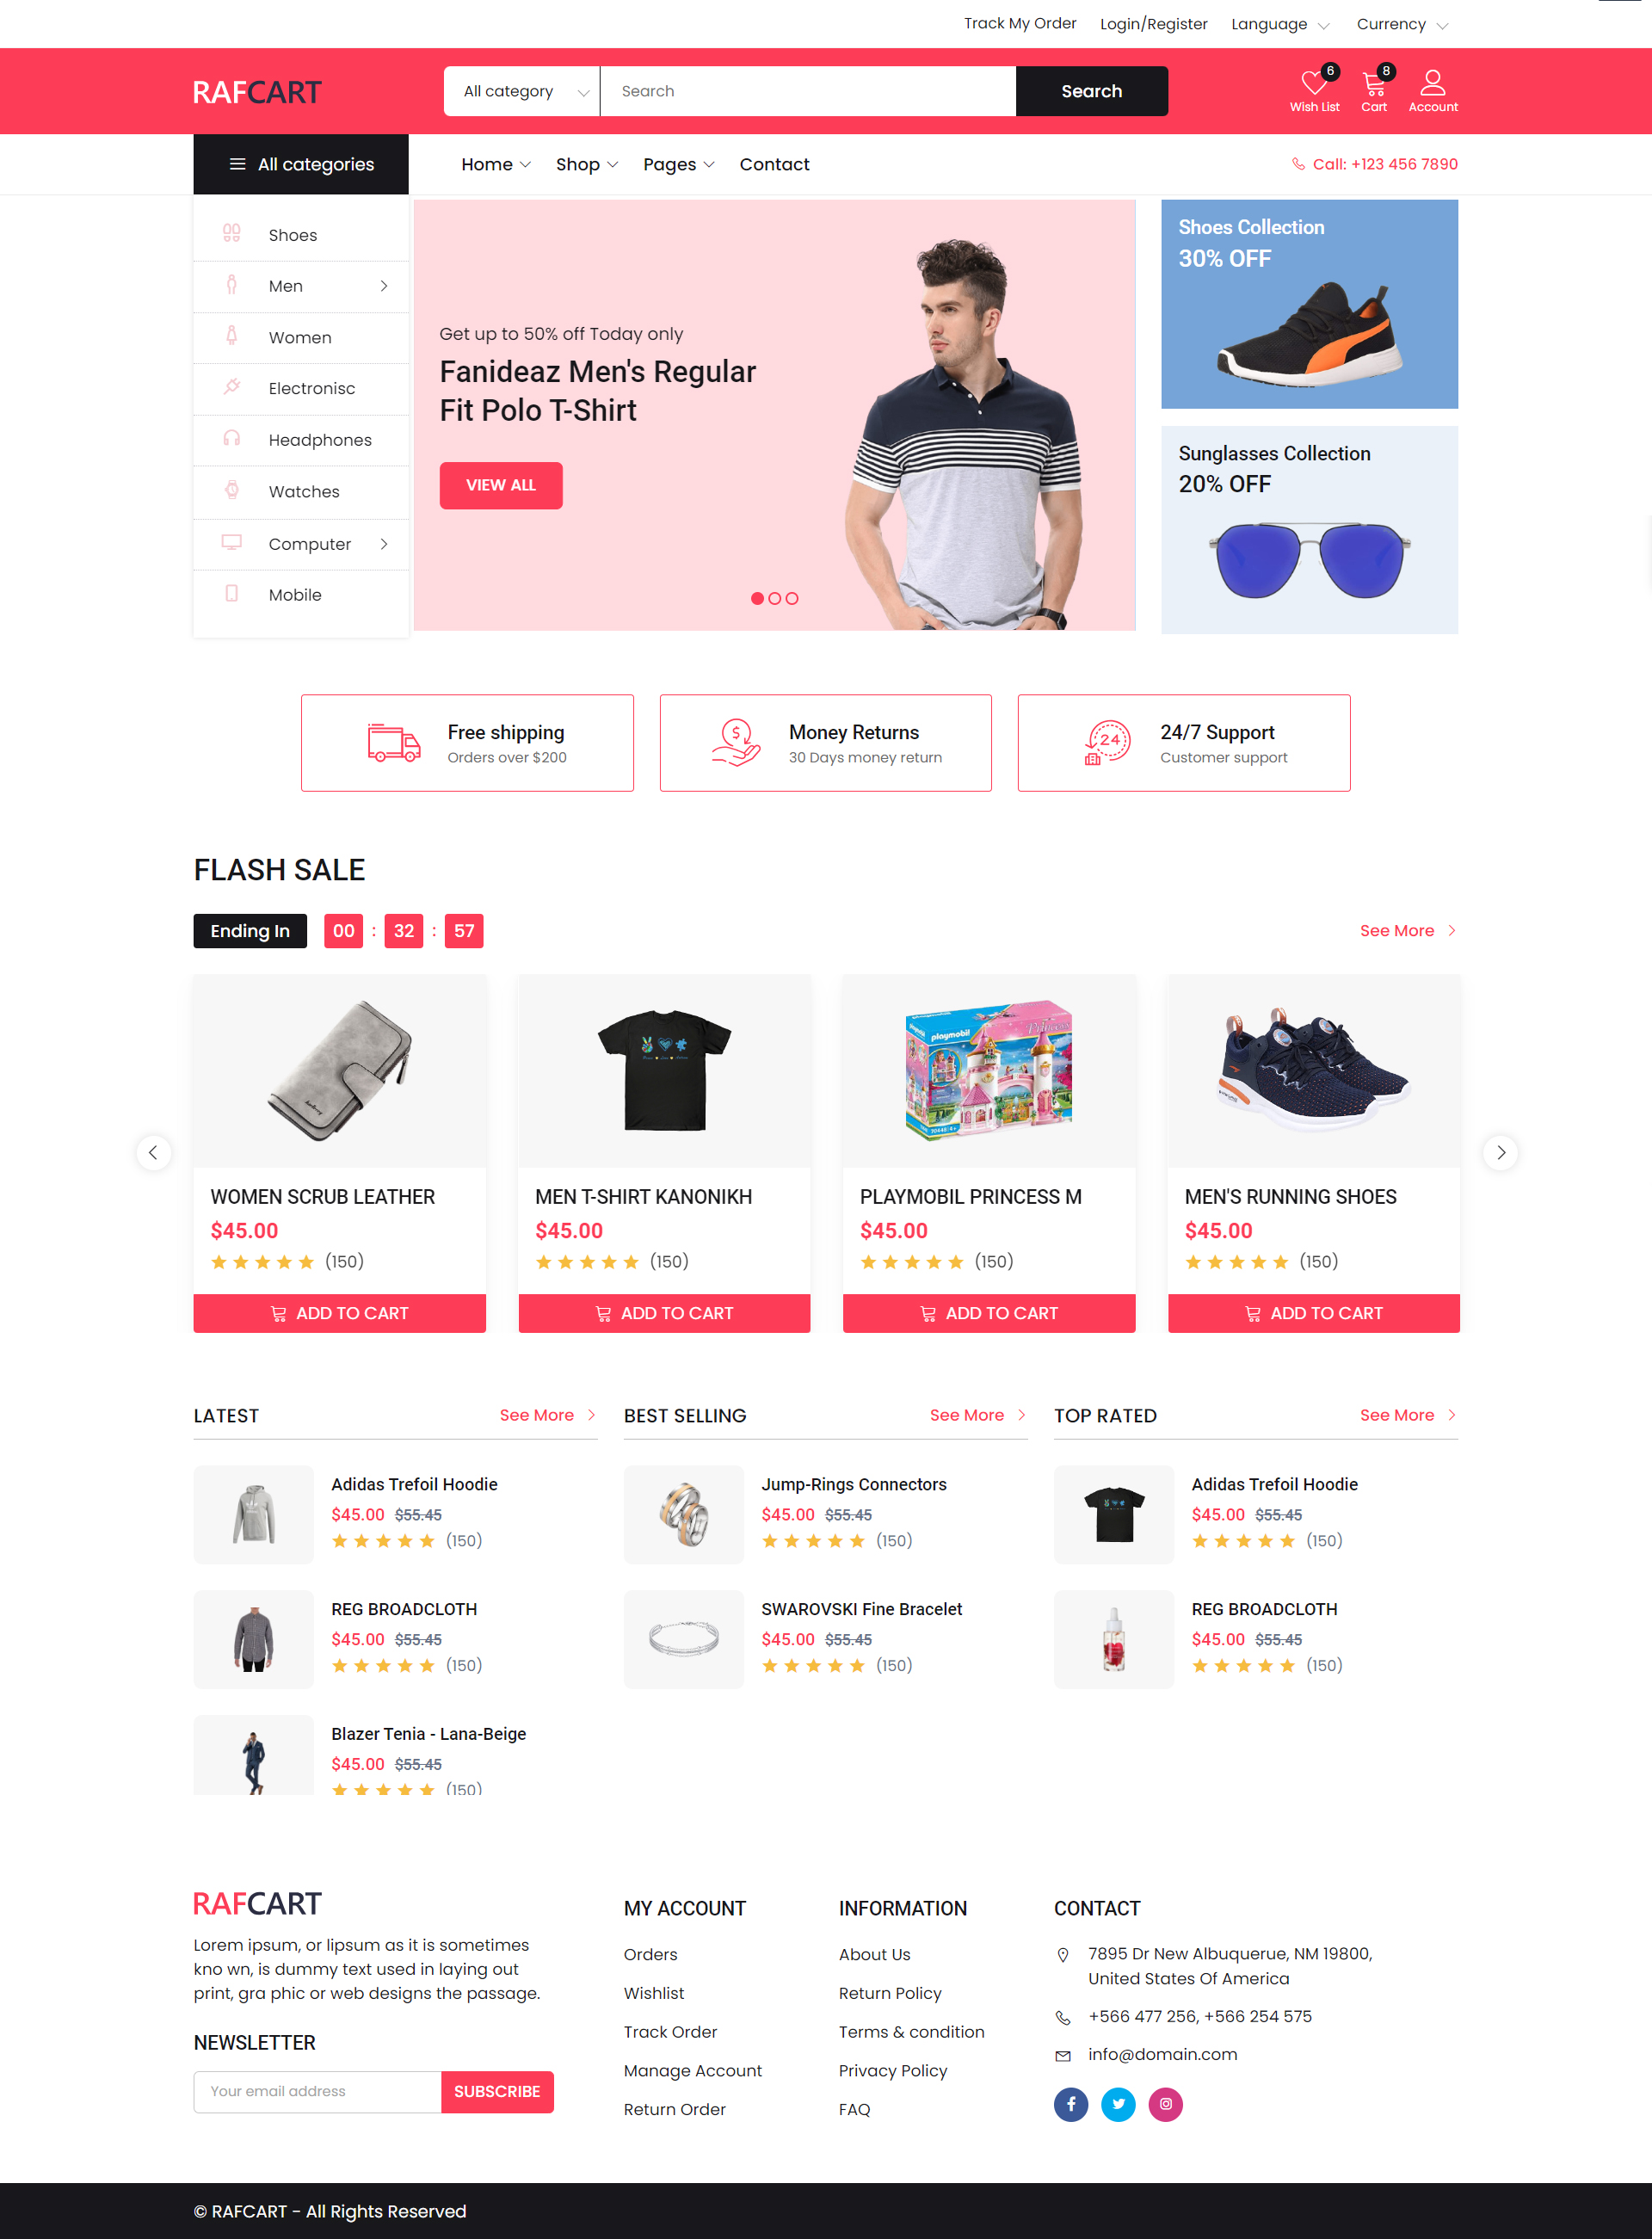 Track My Order Login/Register Language Currency
RAFCART All category Search Search 6 8
Wish List Cart Account
All categories Home Shop Pages Contact Call: +123 456 7890
Shoes
Men
Women
Electronisc
Headphones
Watches
Computer
Mobile
Get up to 50% off Today only
Fanideaz Men's Regular
Fit Polo T-Shirt
VIEW ALL
Shoes Collection
30% OFF
Sunglasses Collection
20% OFF
Free shipping
Orders over $200
Money Returns
30 Days money return
24
24/7 Support
Customer support
FLASH SALE
Ending In 00 : 32 : 57 See More
playmobil Princess
WOMEN SCRUB LEATHER
$45.00
(150)
ADD TO CART
MEN T-SHIRT KANONIKH
$45.00
(150)
ADD TO CART
PLAYMOBIL PRINCESS M
$45.00
(150)
ADD TO CART
MEN'S RUNNING SHOES
$45.00
(150)
ADD TO CART
LATEST See More
Adidas Trefoil Hoodie
$45.00 $55.45
(150)
REG BROADCLOTH
$45.00 $55.45
(150)
Blazer Tenia - Lana-Beige
$45.00 $55.45
(150)
BEST SELLING See More
Jump-Rings Connectors
$45.00 $55.45
(150)
SWAROVSKI Fine Bracelet
$45.00 $55.45
(150)
TOP RATED See More
Adidas Trefoil Hoodie
$45.00 $55.45
(150)
REG BROADCLOTH
$45.00 $55.45
(150)
RAFCART
Lorem ipsum, or lipsum as it is sometimes
kno wn, is dummy text used in laying out
print, gra phic or web designs the passage.
NEWSLETTER
Your email address SUBSCRIBE
MY ACCOUNT
Orders
Wishlist
Track Order
Manage Account
Return Order
INFORMATION
About Us
Return Policy
Terms & condition
Privacy Policy
FAQ
CONTACT
7895 Dr New Albuquerue, NM 19800,
United States Of America
+566 477 256, +566 254 575
info@domain.com
© RAFCART - All Rights Reserved